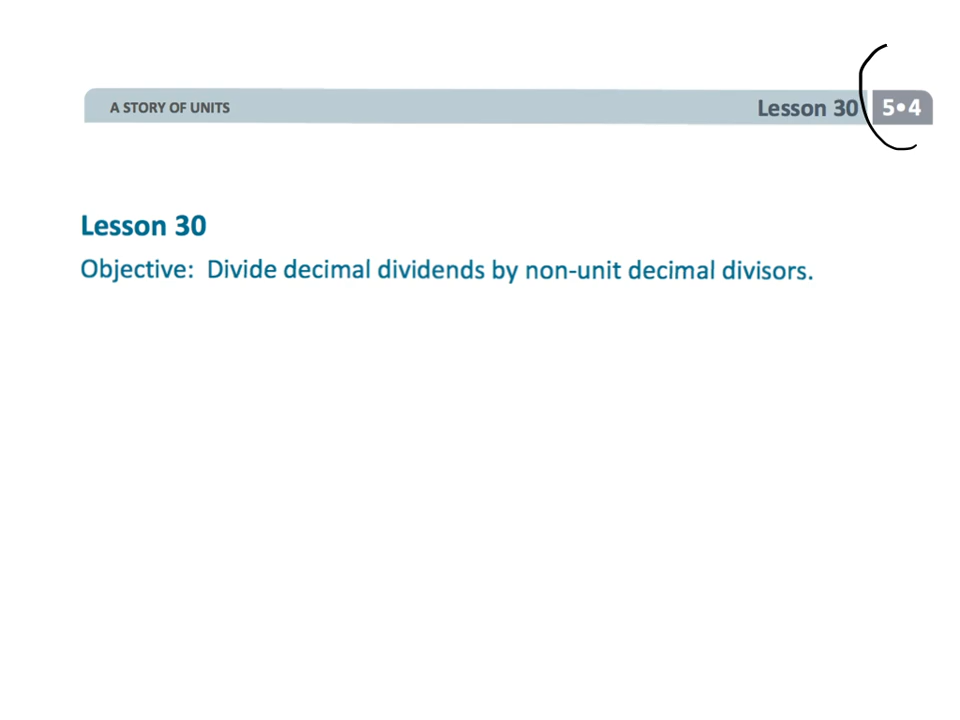 A STORY OF UNITS
Lesson 30 5•4
Lesson 30
Objective: Divide decimal dividends by non-unit decimal divisors.